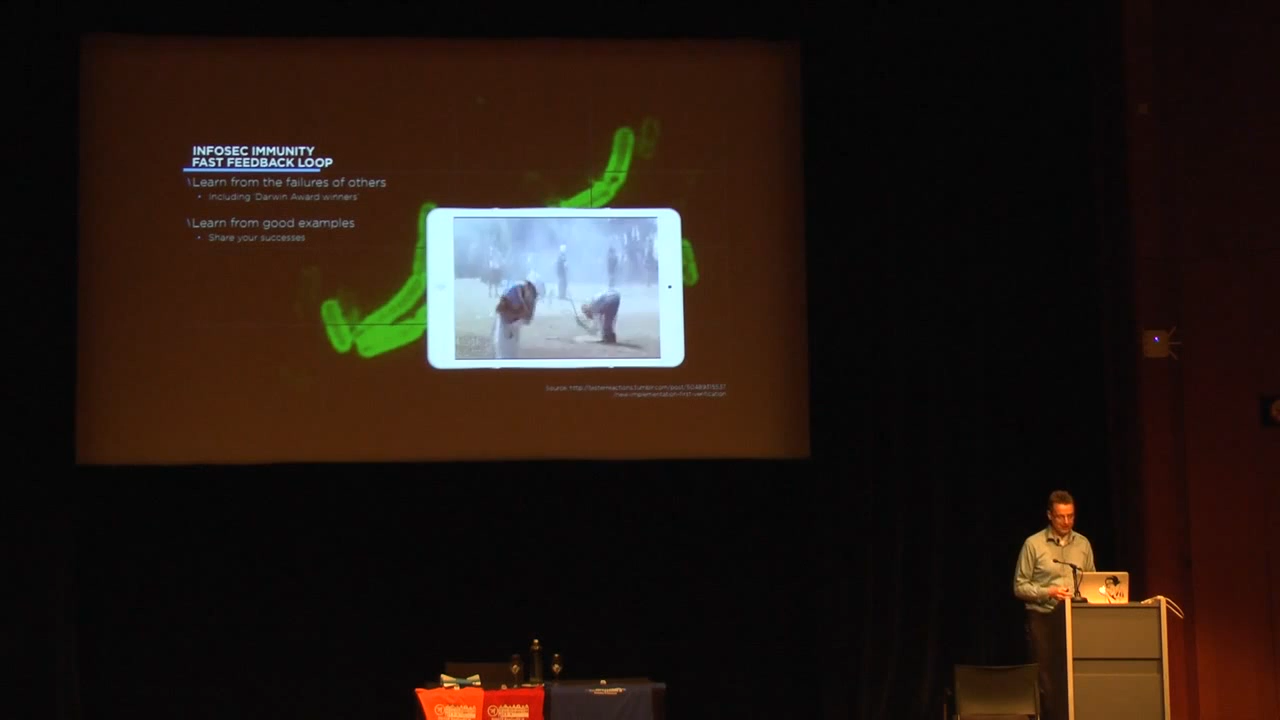 INFOSEC IMMUNITY
FAST FEEDBACK LOOP
\Learn from the failures of others
• Including 'Darwin Award winners'
\Learn from good examples
• Share your successes